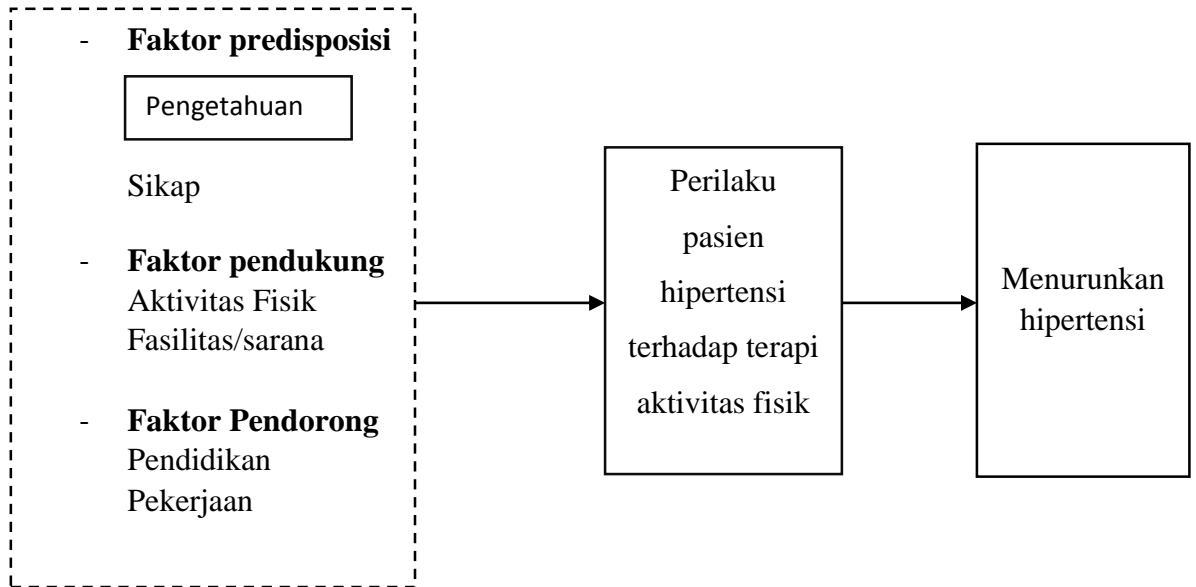 - Faktor predisposisi
Pengetahuan
Sikap
- Faktor pendukung
Aktivitas Fisik
Fasilitas/sarana
- Faktor Pendorong
Pendidikan
Pekerjaan
Perilaku
pasien
hipertensi
terhadap terapi
aktivitas fisik
Menurunkan
hipertensi